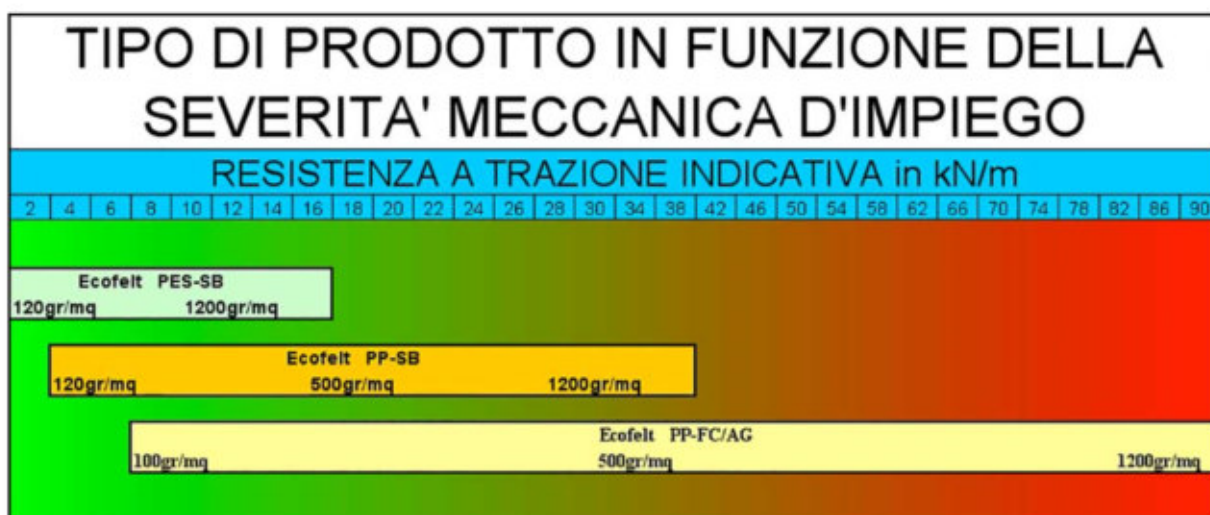 TIPO DI PRODOTTO IN FUNZIONE DELLA
SEVERITA' MECCANICA D'IMPIEGO
RESISTENZA A TRAZIONE INDICATIVA in kN/m
2 4 6 8 10 12 14 16 18 20 22 24 26 28 30 34 38 42 46 50 54 58 62 66 70 74 78 82 86 90
Ecofelt PES-SB
120gr/mq 1200gr/mq
Ecofelt PP-SB
120gr/mq 500gr/mq 1200gr/mq
Ecofelt PP-FC/AG
100gr/mq 500gr/mq 1200gr/mq